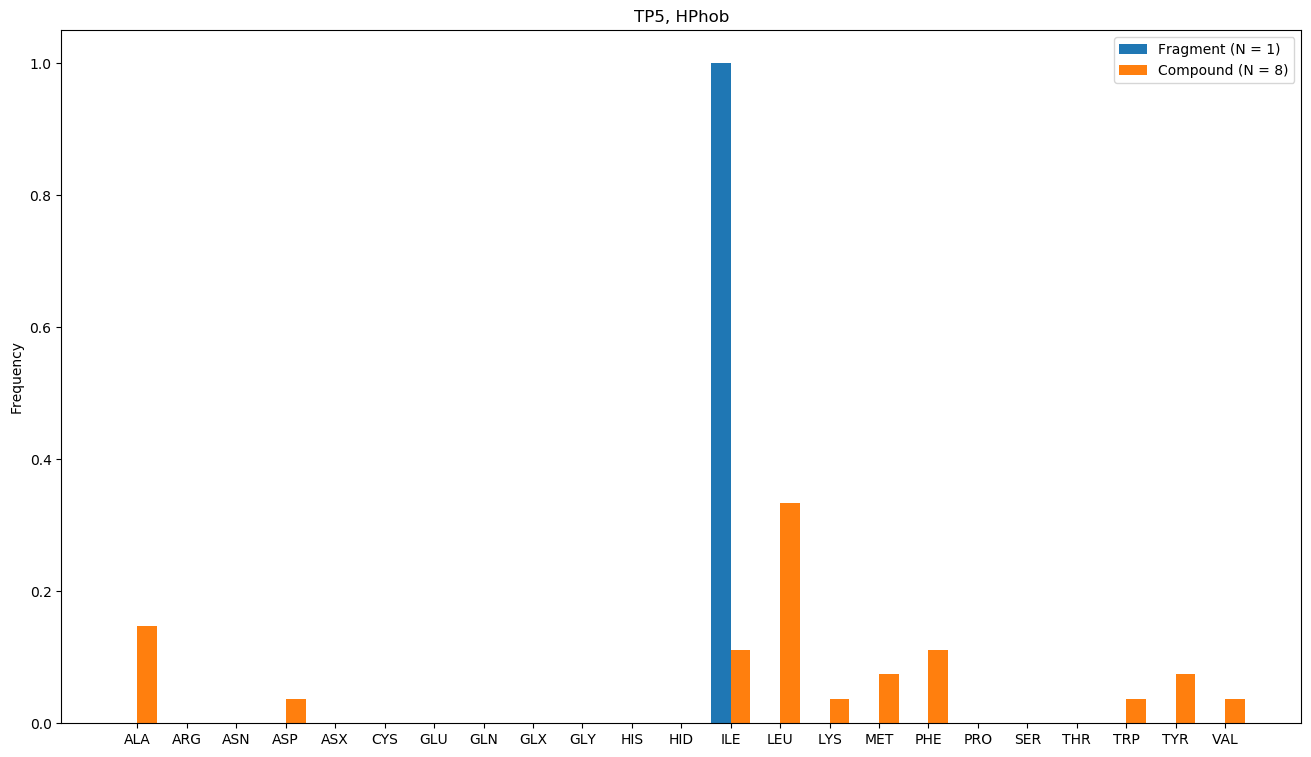 TP5, HPhob
Fragment (N = 1)
Compound (N = 8)
1.0
0.8
0.6
0.4
0.2
0.0
Frequency
ALA ARG ASN ASP ASX CYS GLU GLN GLX GLY HIS HID ILE LEU LYS MET PHE PRO SER THR TRP TYR VAL